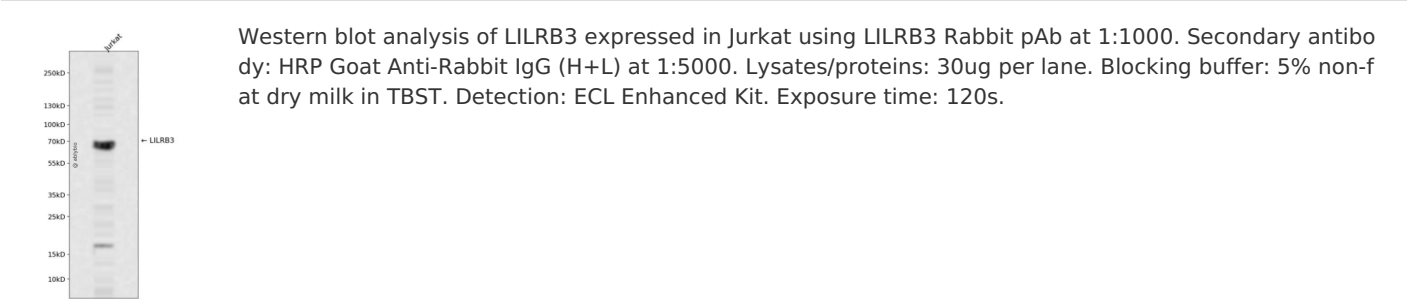 Jurkat
250kD
130kD
100kD
70kD
55kD
35kD
25kD
15kD
10kD
← LILRB3
Western blot analysis of LILRB3 expressed in Jurkat using LILRB3 Rabbit pAb at 1:1000. Secondary antibo
dy: HRP Goat Anti-Rabbit IgG (H+L) at 1:5000. Lysates/proteins: 30ug per lane. Blocking buffer: 5% non-f
at dry milk in TBST. Detection: ECL Enhanced Kit. Exposure time: 120s.